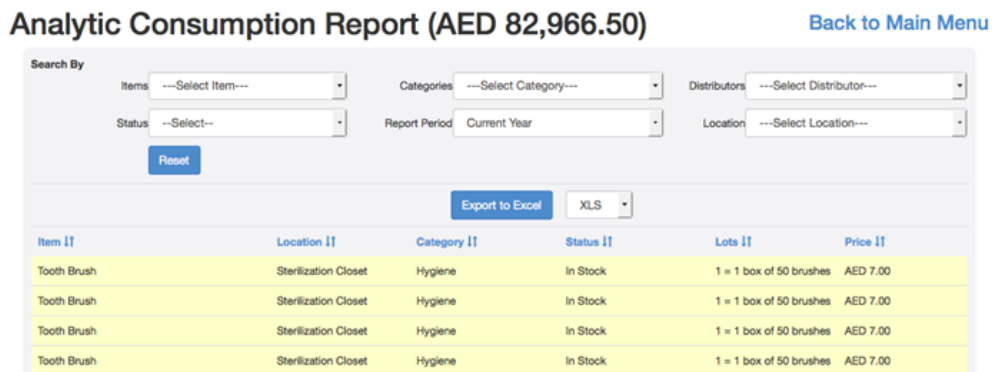 Analytic Consumption Report (AED 82,966.50) Back to Main Menu
Search By
Items ---Select Item--- Categories ---Select Category--- Distributors ---Select Distributor---
Status --Select-- Report Period Current Year Location ---Select Location---
Reset
Export to Excel XLS
Item ↓↑ Location ↓↑ Category ↓↑ Status ↓↑ Lots ↓↑ Price ↓↑
Tooth Brush Sterilization Closet Hygiene In Stock 1 = 1 box of 50 brushes AED 7.00
Tooth Brush Sterilization Closet Hygiene In Stock 1 = 1 box of 50 brushes AED 7.00
Tooth Brush Sterilization Closet Hygiene In Stock 1 = 1 box of 50 brushes AED 7.00
Tooth Brush Sterilization Closet Hygiene In Stock 1 = 1 box of 50 brushes AED 7.00